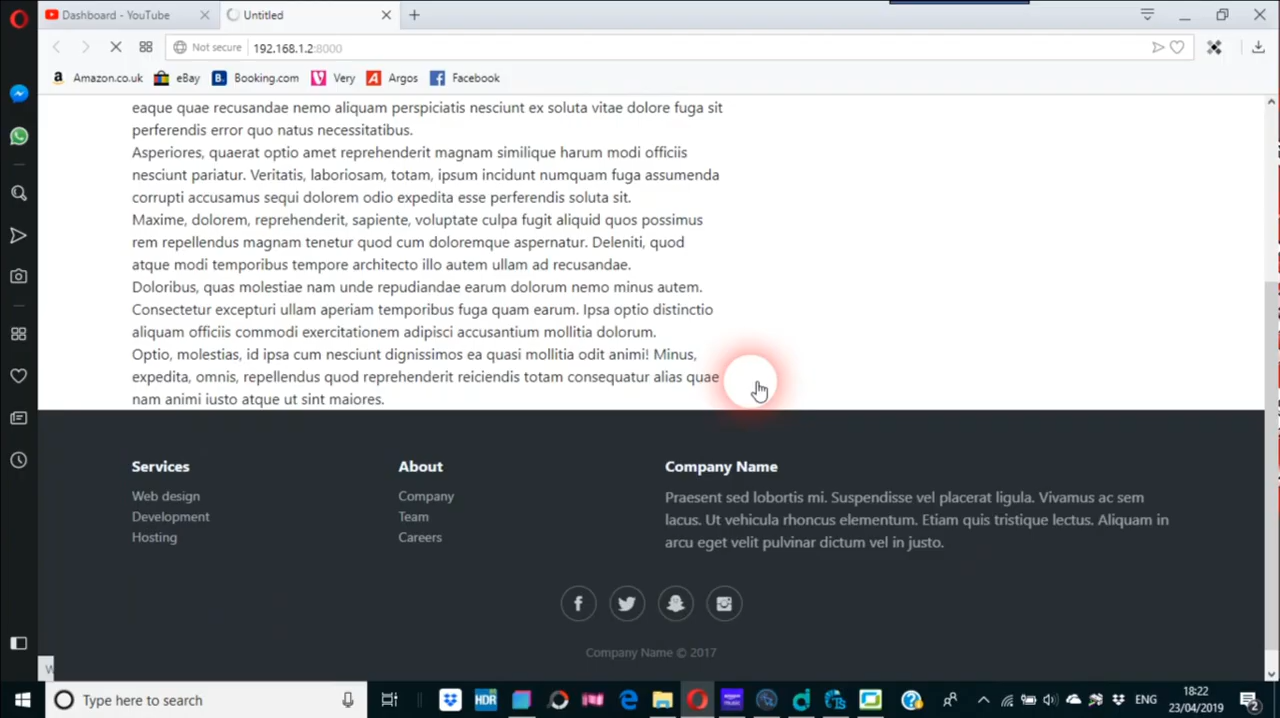 Dashboard - YouTube
Untitled
Not secure
192.168.1.2:8000
Amazon.co.uk
eBay
Booking.com
Very
Argos
Facebook
eaque quae recusandae nemo aliquam perspiciatis nesciunt ex soluta vitae dolore fuga sit
perferendis error quo natus necessitatibus.
Asperiores, quaerat optio amet reprehenderit magnam similique harum modi officiis
nesciunt pariatur. Veritatis, laboriosam, totam, ipsum incidunt numquam fuga assumenda
corrupti accusamus sequi dolorem odio expedita esse perferendis soluta sit.
Maxime, dolorem, reprehenderit, sapiente, voluptate culpa fugit aliquid quos possimus
rem repellendus magnam tenetur quod cum doloremque aspernatur. Deleniti, quod
atque modi temporibus tempore architecto illo autem ullam ad recusandae.
Doloribus, quas molestiae nam unde repudiandae earum dolorum nemo minus autem.
Consectetur excepturi ullam aperiam temporibus fuga quam earum. Ipsa optio distinctio
aliquam officiis commodi exercitationem adipisci accusantium mollitia dolorum.
Optio, molestias, id ipsa cum nesciunt dignissimos ea quasi mollitia odit animi! Minus,
expedita, omnis, repellendus quod reprehenderit reiciendis totam consequatur alias quae
nam animi iusto atque ut sint maiores.
Services
Web design
Development
Hosting
About
Company
Team
Careers
Company Name
Praesent sed lobortis mi. Suspendisse vel placerat ligula. Vivamus ac sem
lacus. Ut vehicula rhoncus elementum. Etiam quis tristique lectus. Aliquam in
arcu eget velit pulvinar dictum vel in justo.
Company Name © 2017
Type here to search
HDR
ENG
18:22
23/04/2019
2